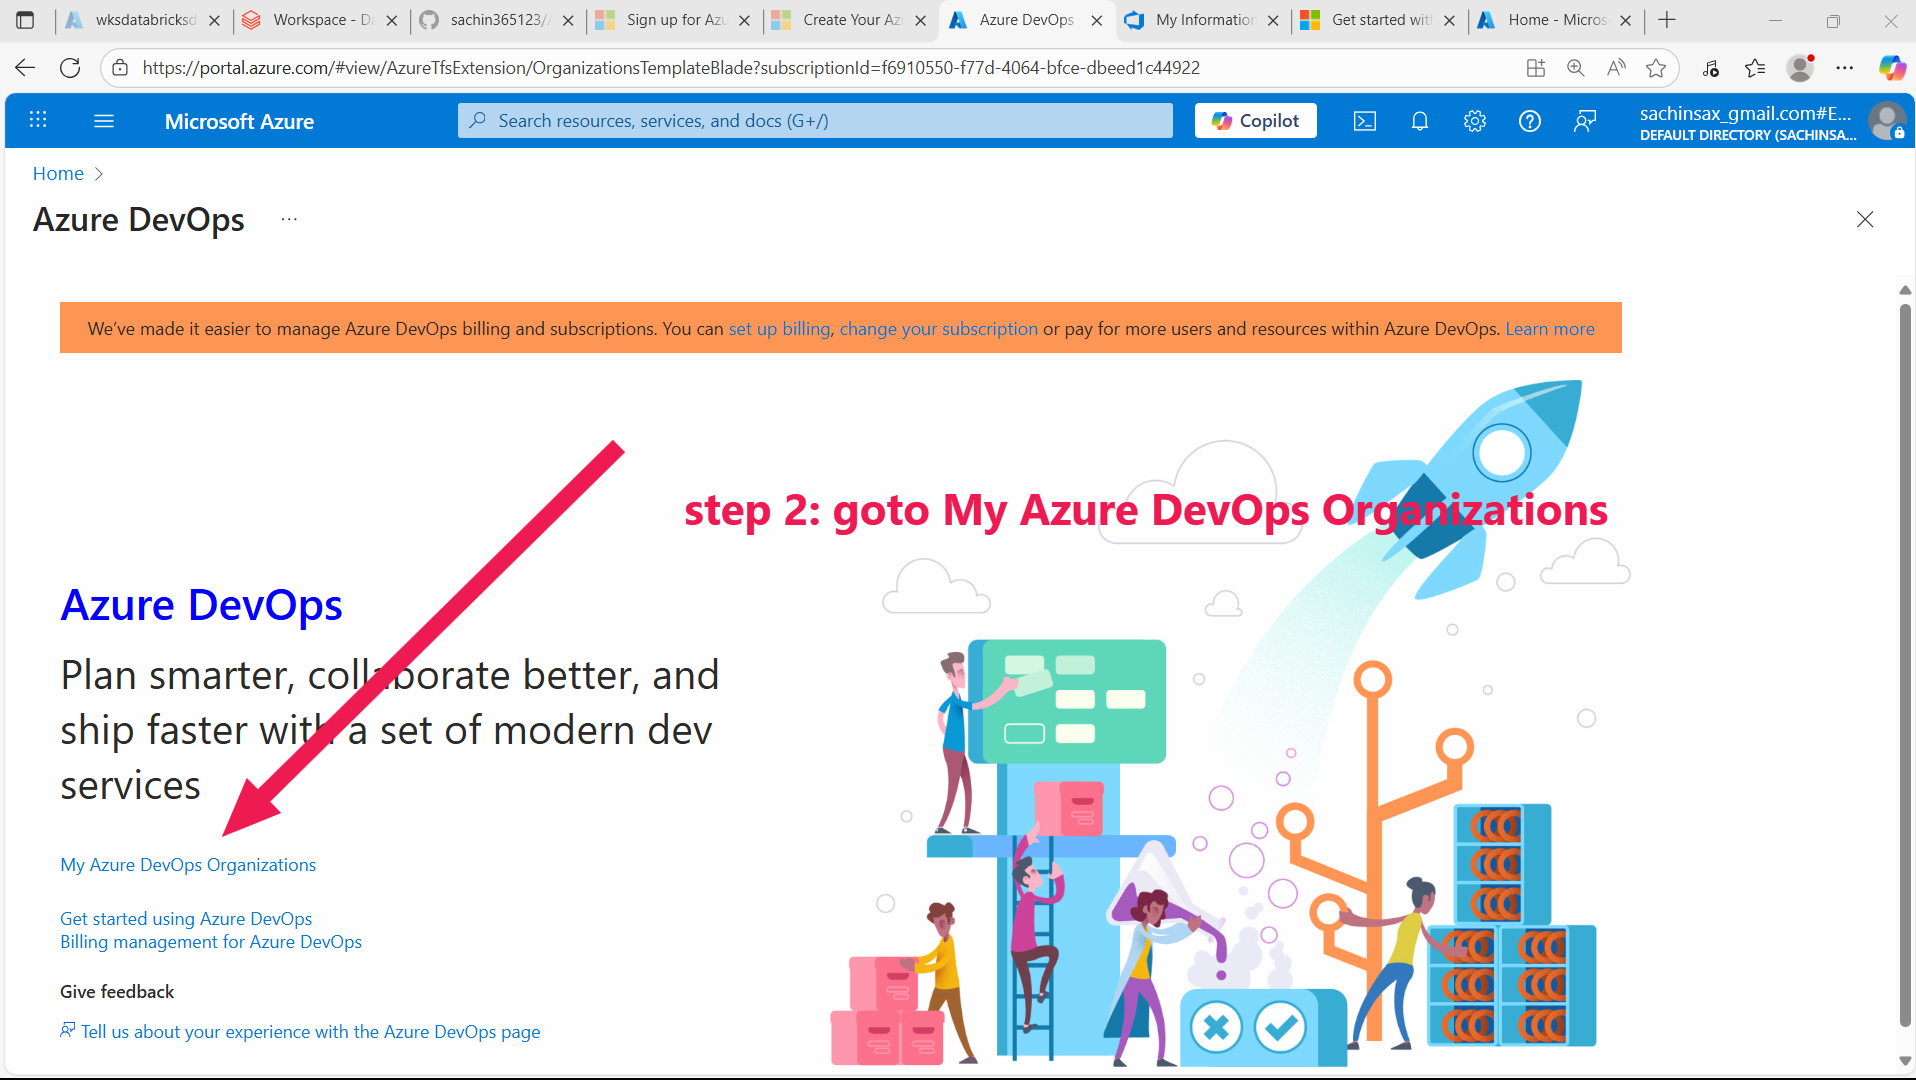 wksdatabricksd
Workspace - Da
sachin365123/A
Sign up for Azu
Create Your Az
Azure DevOps
My Information
Get started wit
Home - Micros
https://portal.azure.com/#view/AzureTfsExtension/OrganizationsTemplateBlade?subscriptionId=f6910550-f77d-4064-bfce-dbeed1c44922
Microsoft Azure
Search resources, services, and docs (G+/)
Copilot
sachinsax_gmail.com#E...
DEFAULT DIRECTORY (SACHINSA...
Home
Azure DevOps
...
We've made it easier to manage Azure DevOps billing and subscriptions. You can set up billing, change your subscription or pay for more users and resources within Azure DevOps. Learn more
step 2: goto My Azure DevOps Organizations
Azure DevOps
Plan smarter, collaborate better, and
ship faster with a set of modern dev
services
My Azure DevOps Organizations
Get started using Azure DevOps
Billing management for Azure DevOps
Give feedback
Tell us about your experience with the Azure DevOps page